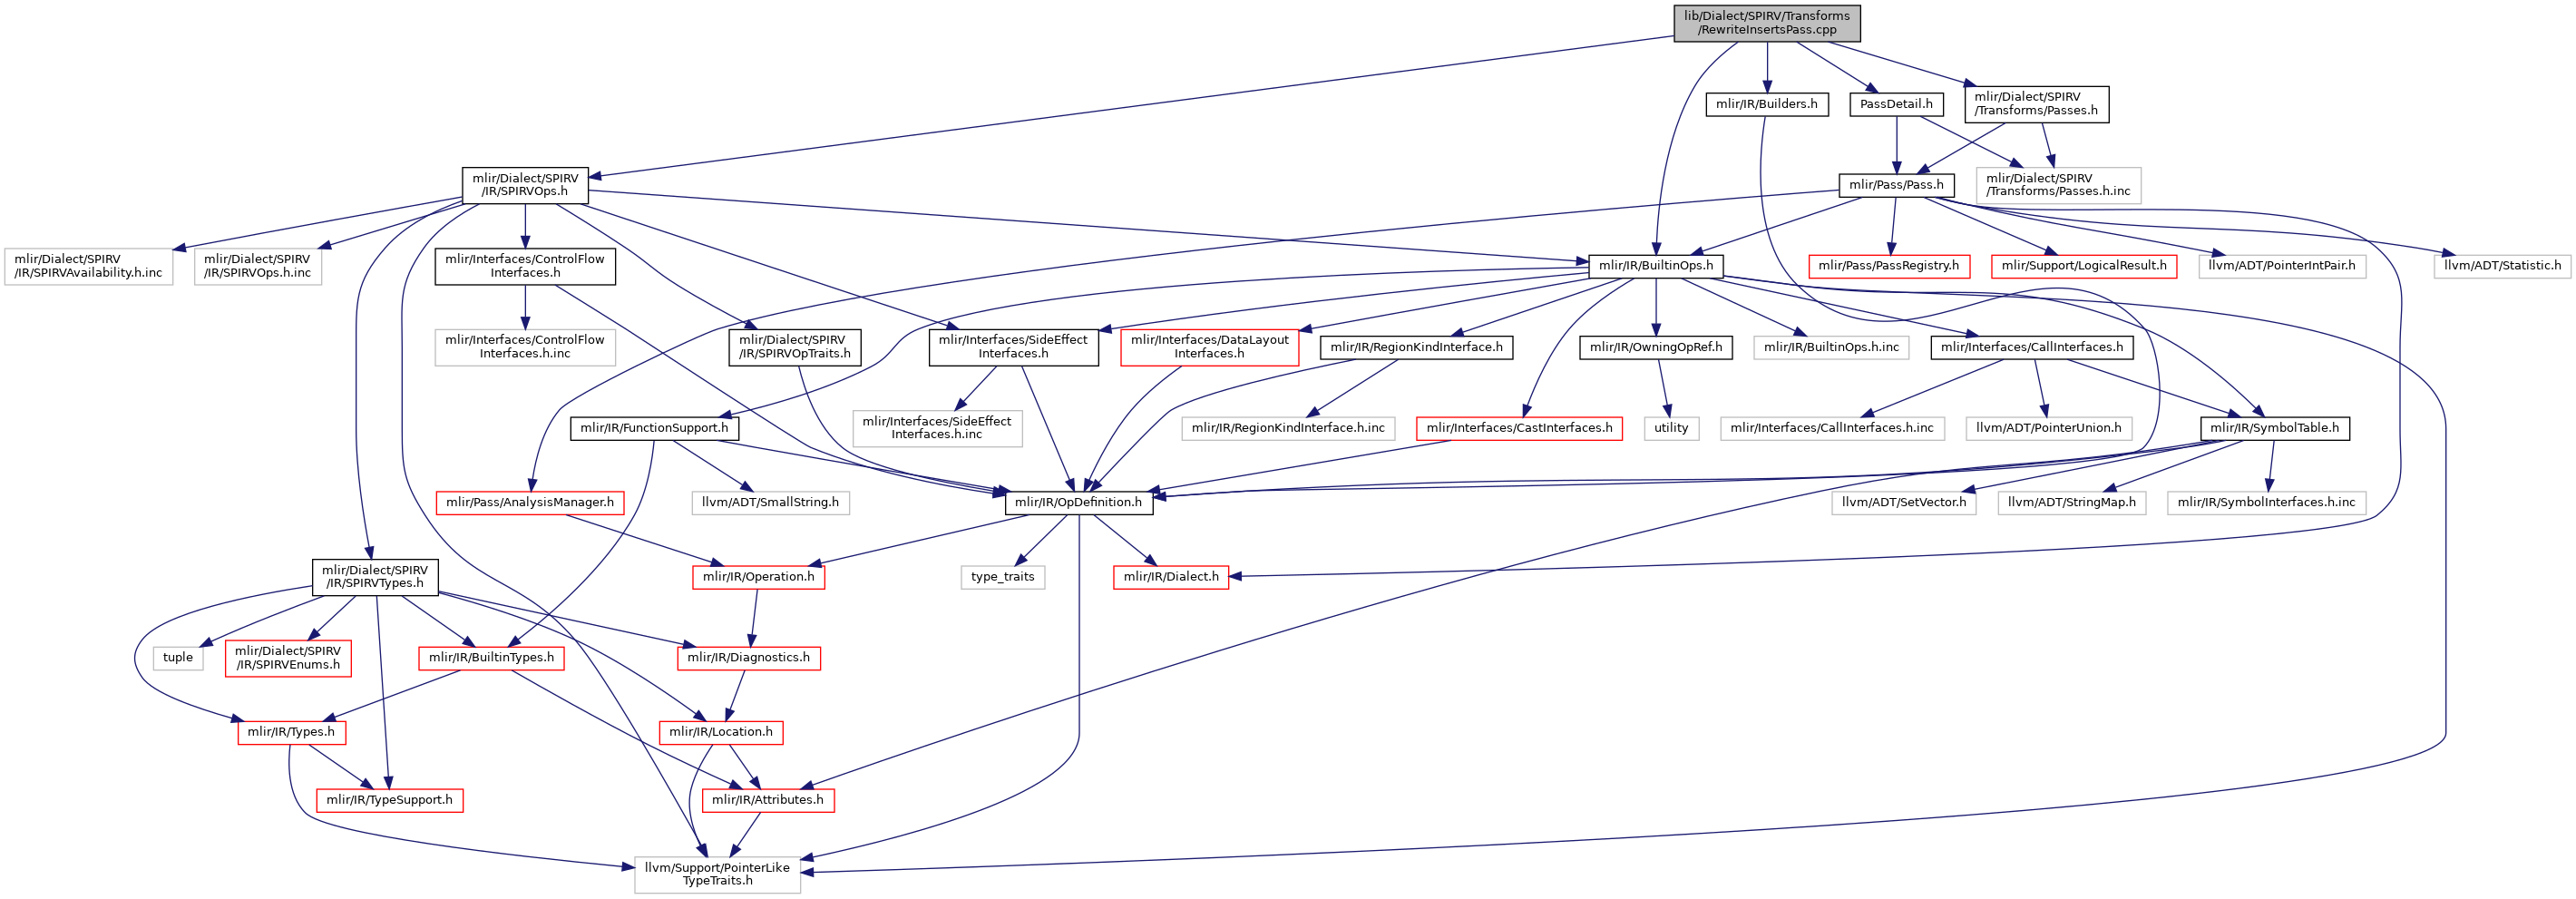 lib/Dialect/SPIRV/Transforms
/RewriteInsertsPass.cpp
mlir/IR/Builders.h
PassDetail.h
mlir/Dialect/SPIRV
/Transforms/Passes.h
mlir/Dialect/SPIRV
/IR/SPIRVOps.h
mlir/Pass/Pass.h
mlir/Dialect/SPIRV
/Transforms/Passes.h.inc
mlir/Dialect/SPIRV
/IR/SPIRVAvailability.h.inc
mlir/Dialect/SPIRV
/IR/SPIRVOps.h.inc
mlir/Interfaces/ControlFlow
Interfaces.h
mlir/IR/BuiltinOps.h
mlir/Pass/PassRegistry.h
mlir/Support/LogicalResult.h
llvm/ADT/PointerIntPair.h
llvm/ADT/Statistic.h
mlir/Interfaces/ControlFlow
Interfaces.h.inc
mlir/Dialect/SPIRV
/IR/SPIRVOpTraits.h
mlir/Interfaces/SideEffect
Interfaces.h
mlir/Interfaces/DataLayout
Interfaces.h
mlir/IR/RegionKindInterface.h
mlir/IR/OwningOpRef.h
mlir/IR/BuiltinOps.h.inc
mlir/Interfaces/CallInterfaces.h
mlir/IR/FunctionSupport.h
mlir/Interfaces/SideEffect
Interfaces.h.inc
mlir/IR/RegionKindInterface.h.inc
mlir/Interfaces/CastInterfaces.h
utility
mlir/Interfaces/CallInterfaces.h.inc
llvm/ADT/PointerUnion.h
mlir/IR/SymbolTable.h
mlir/Pass/AnalysisManager.h
llvm/ADT/SmallString.h
mlir/IR/OpDefinition.h
llvm/ADT/SetVector.h
llvm/ADT/StringMap.h
mlir/IR/SymbolInterfaces.h.inc
mlir/Dialect/SPIRV
/IR/SPIRVTypes.h
mlir/IR/Operation.h
type_traits
mlir/IR/Dialect.h
tuple
mlir/Dialect/SPIRV
/IR/SPIRVEnums.h
mlir/IR/BuiltinTypes.h
mlir/IR/Diagnostics.h
mlir/IR/Types.h
mlir/IR/Location.h
mlir/IR/TypeSupport.h
mlir/IR/Attributes.h
llvm/Support/PointerLike
TypeTraits.h